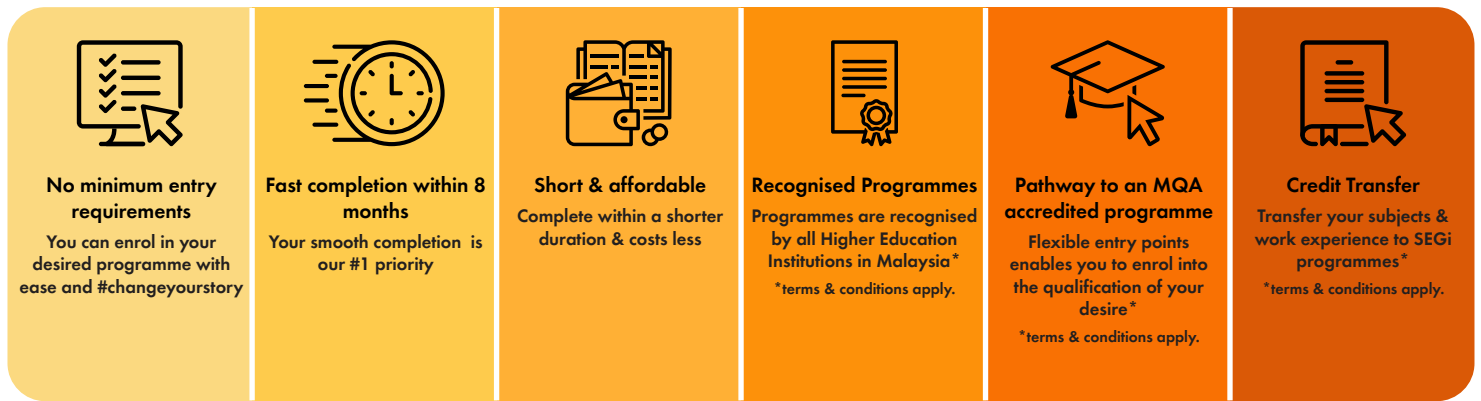 No minimum entry
requirements
You can enrol in your
desired programme with
ease and #changeyourstory
Fast completion within 8
months
Your smooth completion is
our #1 priority
Short & affordable
Complete within a shorter
duration & costs less
Recognised Programmes
Programmes are recognised
by all Higher Education
Institutions in Malaysia*
*terms & conditions apply.
Pathway to an MQA
accredited programme
Flexible entry points
enables you to enrol into
the qualification of your
desire*
*terms & conditions apply.
Credit Transfer
Transfer your subjects &
work experience to SEGi
programmes*
*terms & conditions apply.